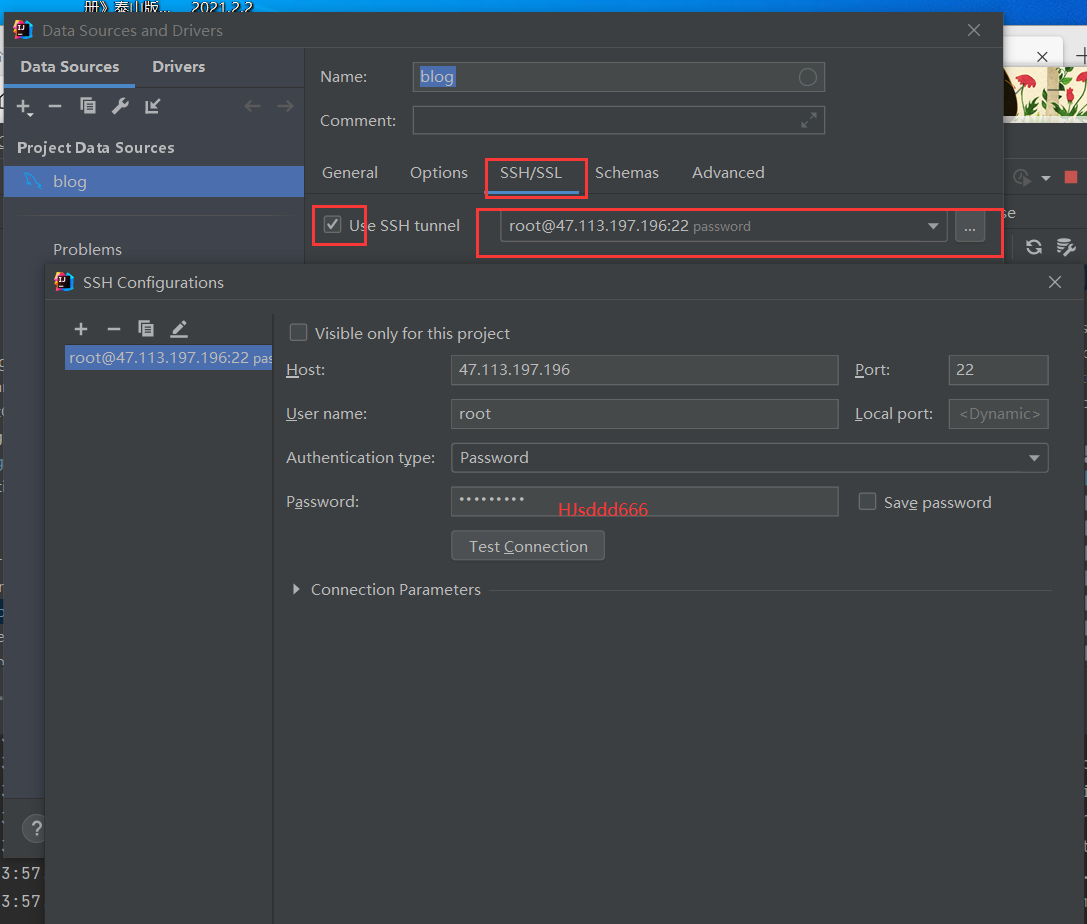 册》泰山版... 2021.2.2
Data Sources and Drivers
Data Sources Drivers
Name: blog
Comment:
Project Data Sources
blog
General Options SSH/SSL Schemas Advanced
Use SSH tunnel root@47.113.197.196:22 password ...
se
Problems
SSH Configurations
root@47.113.197.196:22 pas
Visible only for this project
Host: 47.113.197.196 Port: 22
User name: root Local port: <Dynamic>
Authentication type: Password
Password: ••••••••• HJsddd666 Save password
Test Connection
Connection Parameters
?
3:57
3:57